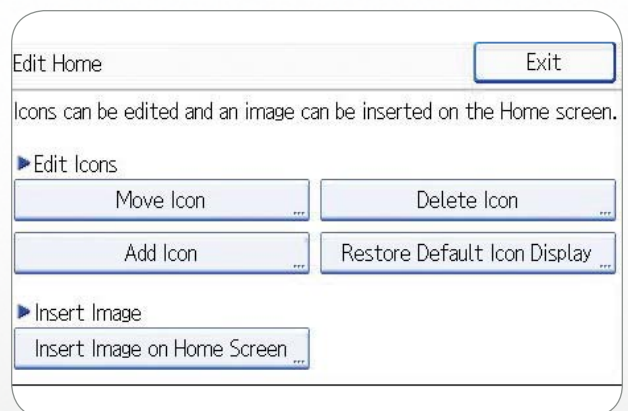 Edit Home
Exit
Icons can be edited and an image can be inserted on the Home screen.
Edit Icons
Move Icon
Delete Icon
Add Icon
Restore Default Icon Display
Insert Image
Insert Image on Home Screen